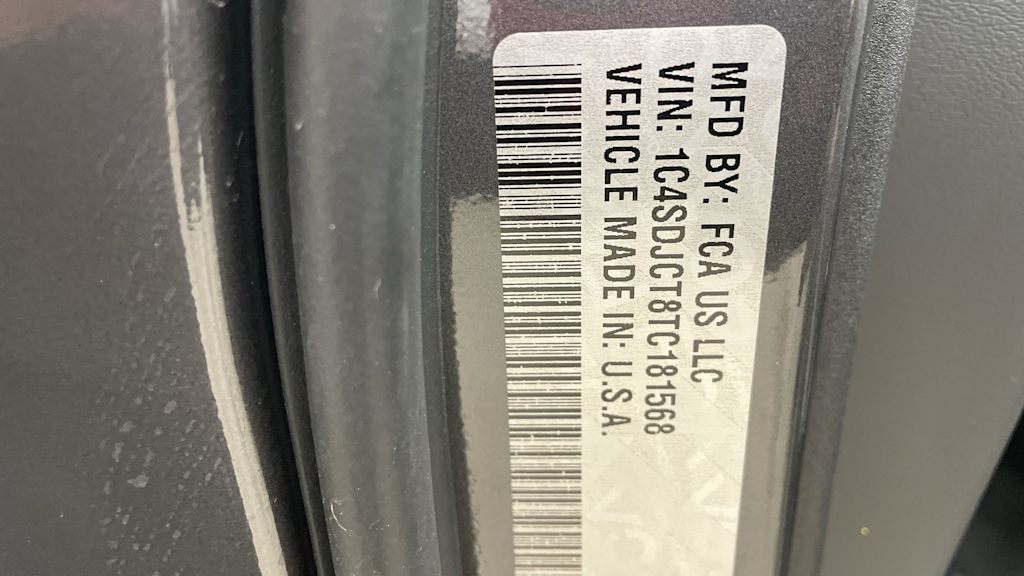 MFD BY: FCA US LLC
VIN: 1C4SDJCT8TC181568
VEHICLE MADE IN: U.S.A.